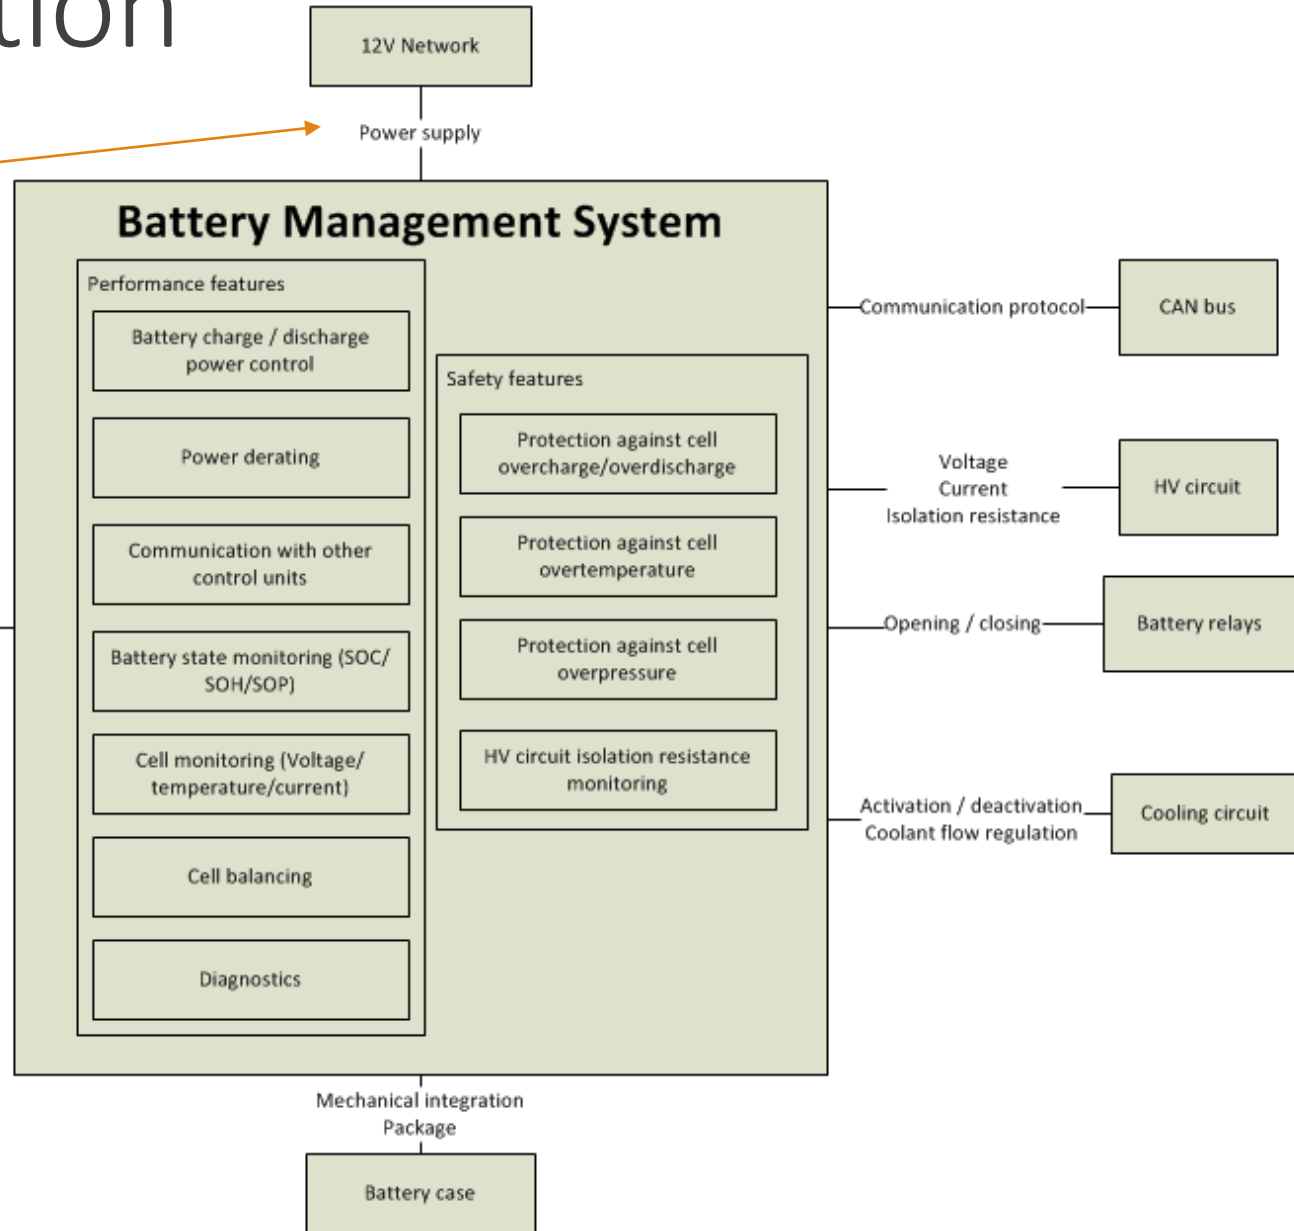 tion
12V Network
Power supply
Battery Management System
Performance features
Battery charge / discharge
power control
Power derating
Communication with other
control units
Battery state monitoring (SOC/
SOH/SOP)
Cell monitoring (Voltage/
temperature/current)
Cell balancing
Diagnostics
Safety features
Protection against cell
overcharge/overdischarge
Protection against cell
overtemperature
Protection against cell
overpressure
HV circuit isolation resistance
monitoring
Communication protocol
CAN bus
Voltage
Current
Isolation resistance
HV circuit
Opening / closing
Battery relays
Activation / deactivation
Coolant flow regulation
Cooling circuit
Mechanical integration
Package
Battery case